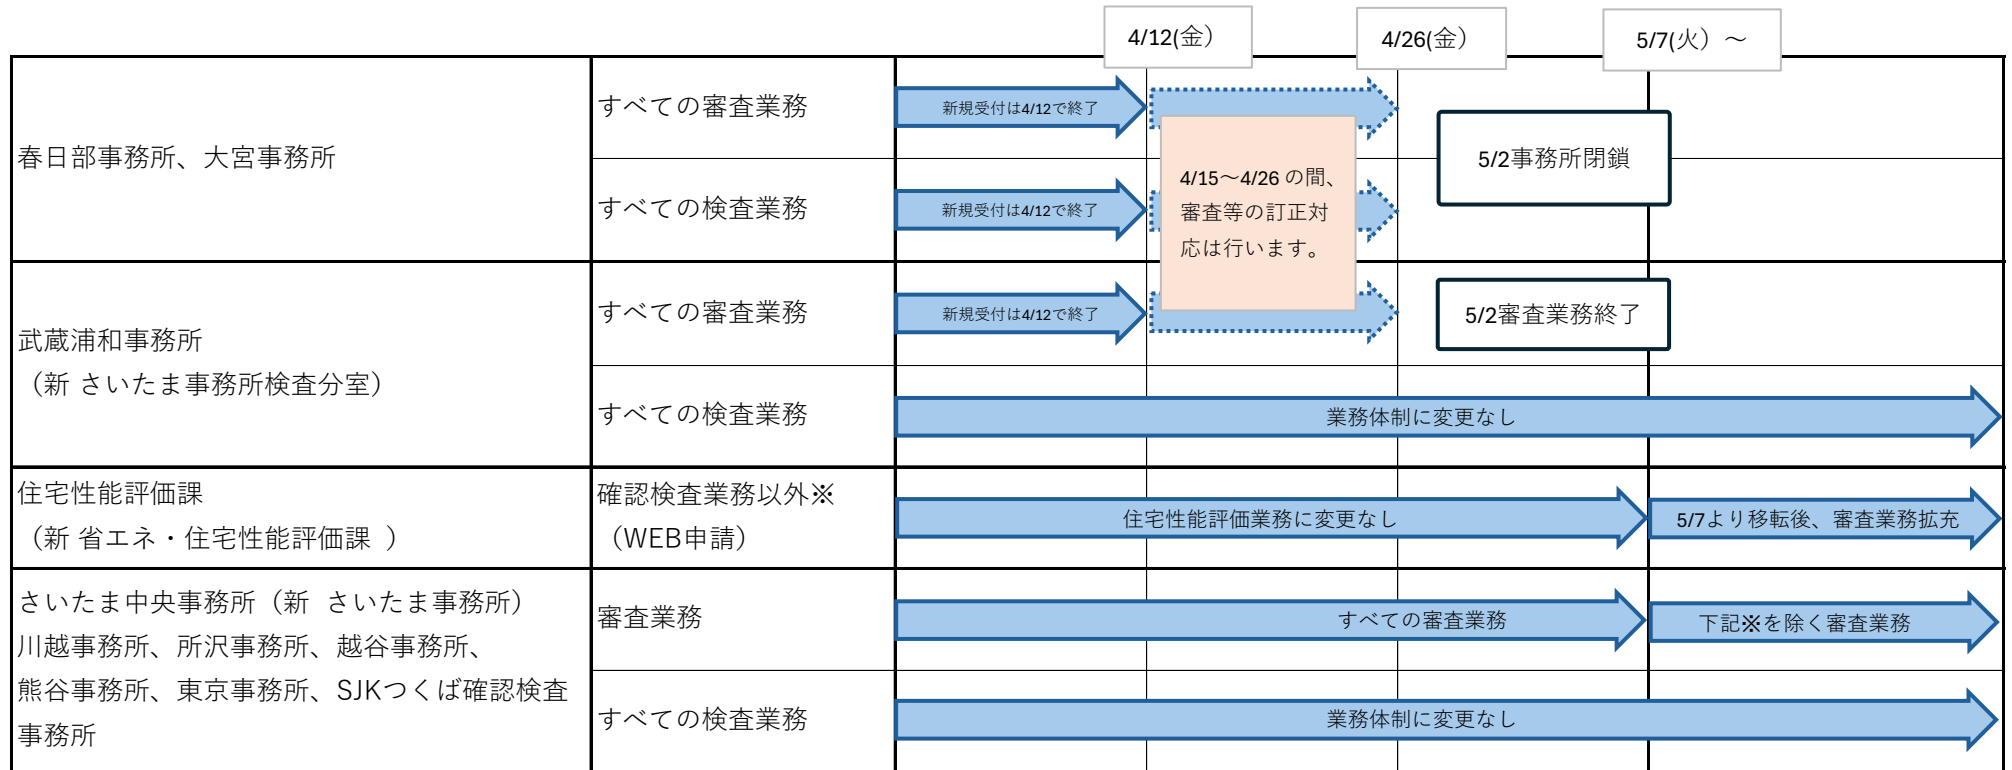 4/12(金）
4/26(金）
5/7(火）～
春日部事務所、大宮事務所
すべての審査業務
新規受付は4/12で終了
すべての検査業務
新規受付は4/12で終了
4/15～4/26 の間、
審査等の訂正対
応は行います。
5/2事務所閉鎖
武蔵浦和事務所
（新 さいたま事務所検査分室）
すべての審査業務
新規受付は4/12で終了
5/2審査業務終了
すべての検査業務
業務体制に変更なし
住宅性能評価課
（新 省エネ・住宅性能評価課 ）
確認検査業務以外※
（WEB申請）
住宅性能評価業務に変更なし
5/7より移転後、審査業務拡充
さいたま中央事務所（新 さいたま事務所）
川越事務所、所沢事務所、越谷事務所、
熊谷事務所、東京事務所、SJKつくば確認検査
事務所
審査業務
すべての審査業務
下記※を除く審査業務
すべての検査業務
業務体制に変更なし